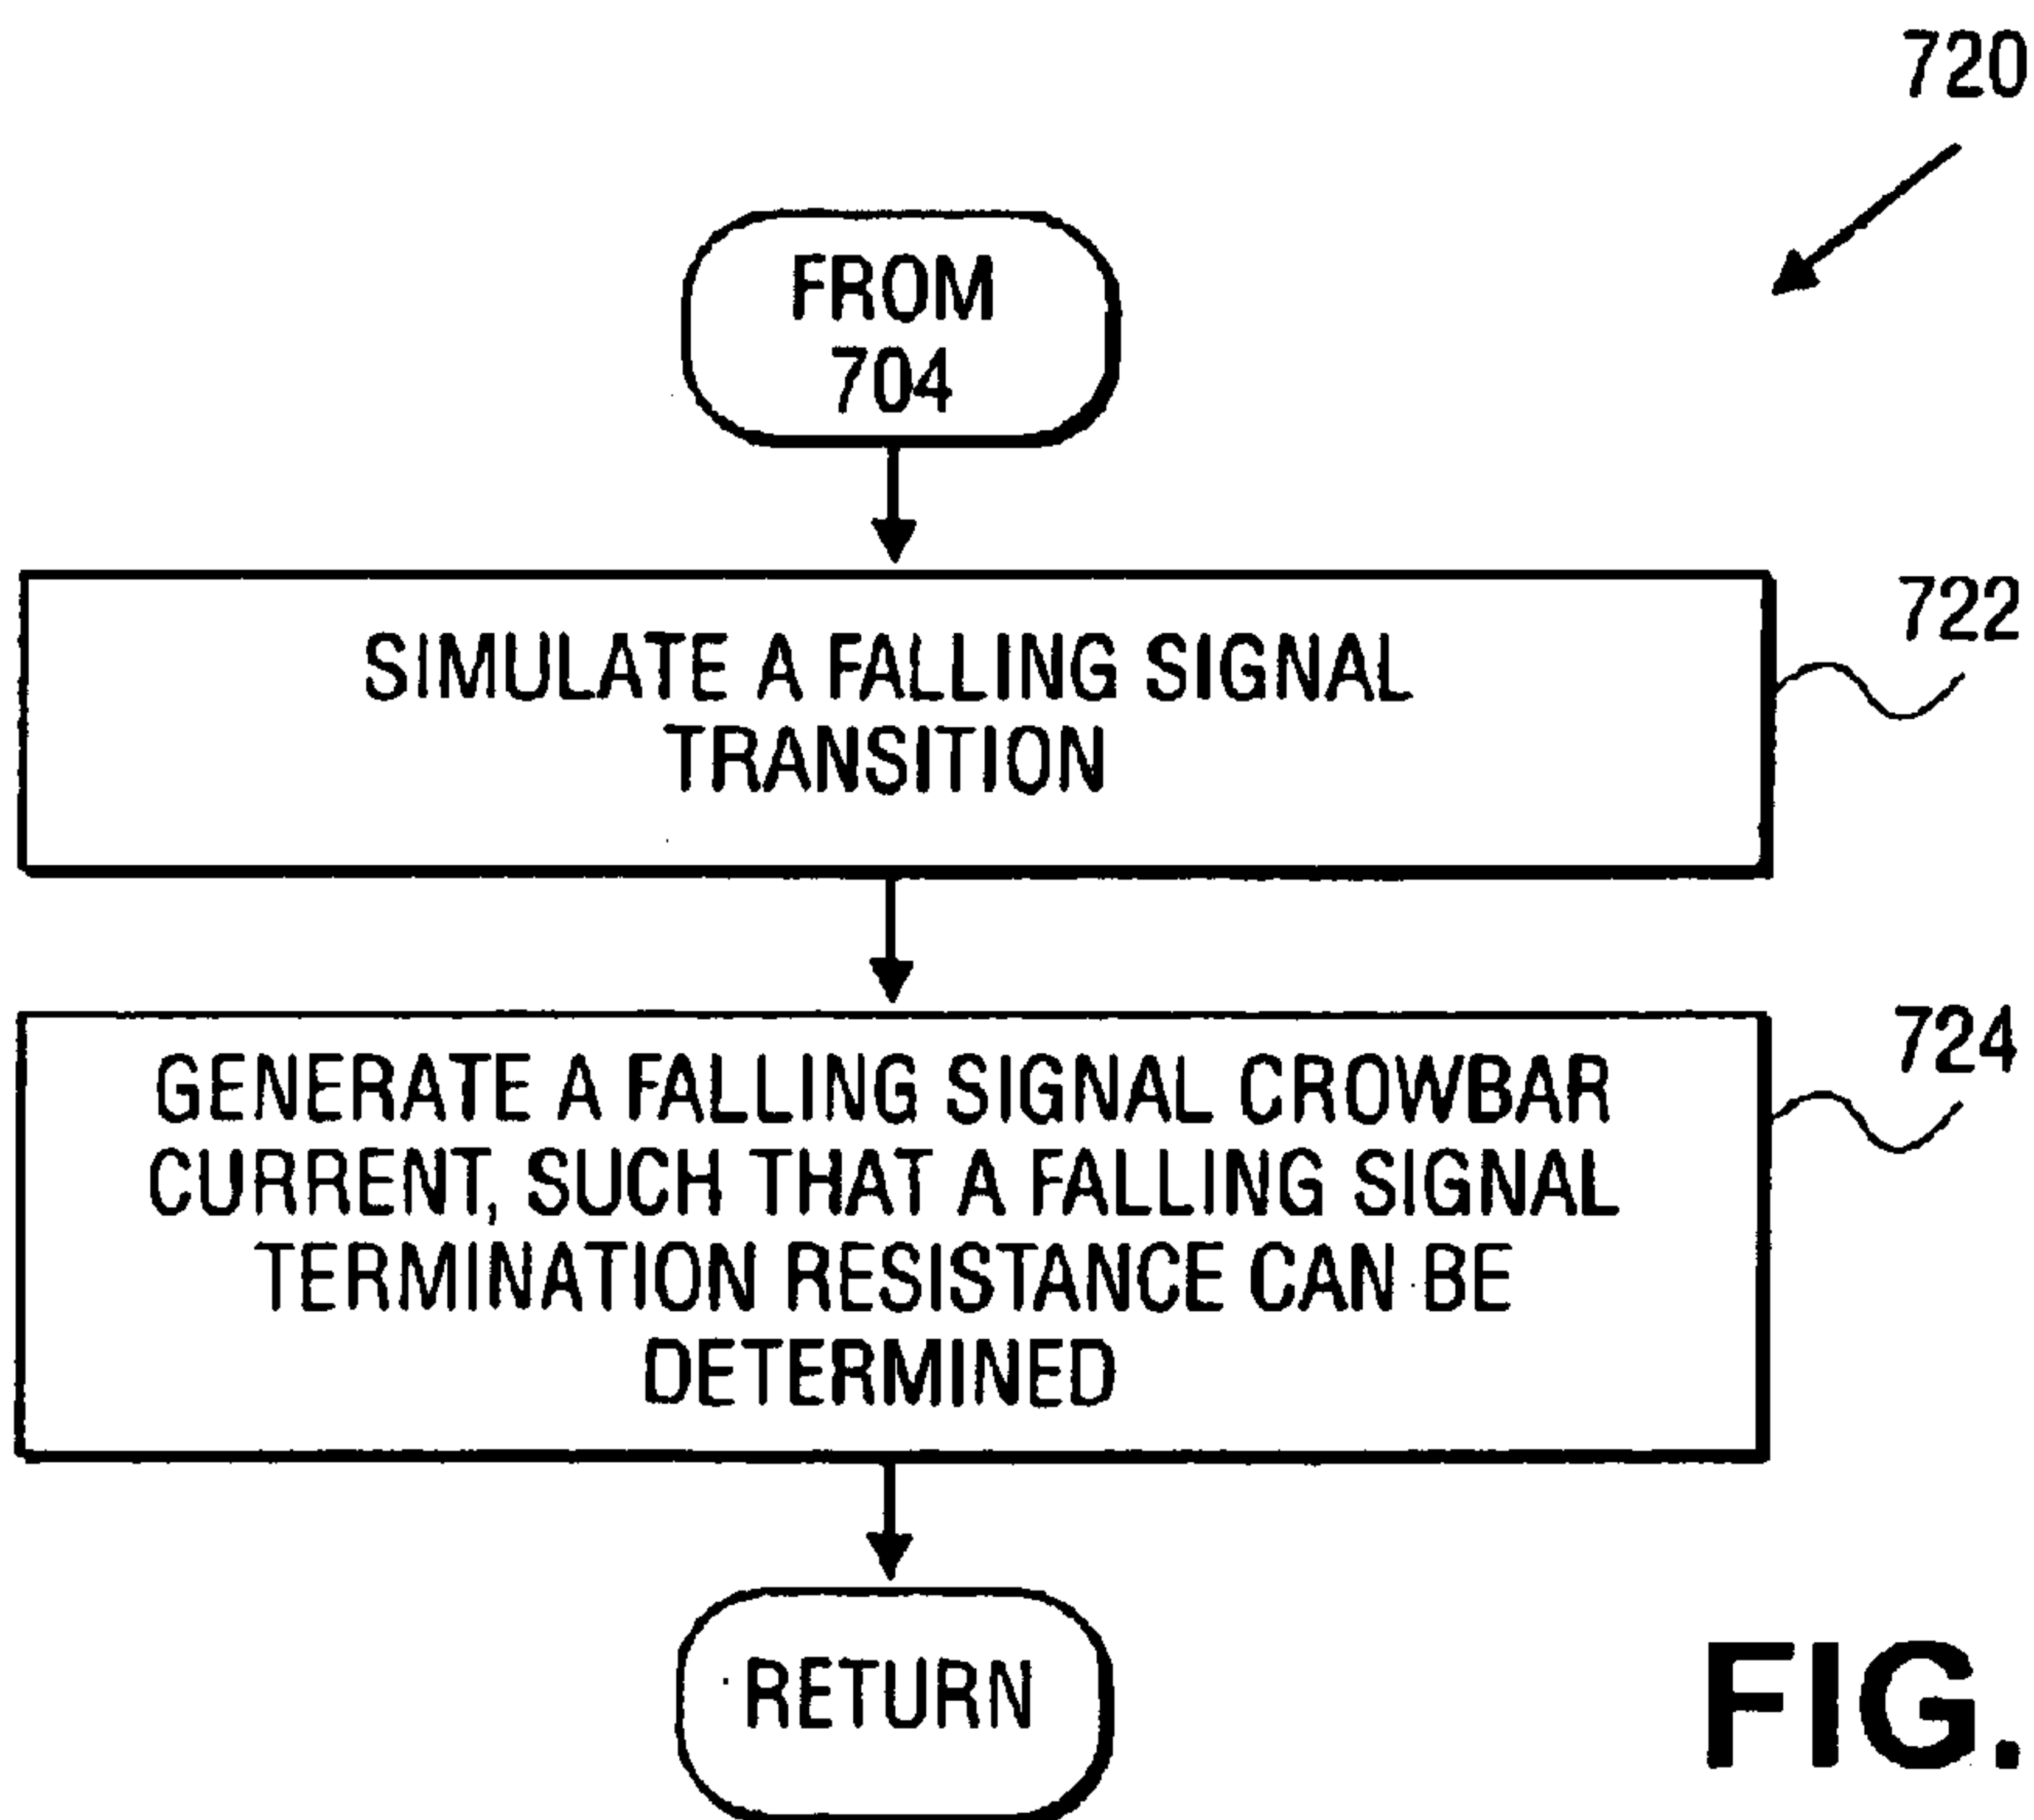 720
FROM
704
722
SIMULATE A FALLING SIGNAL
TRANSITION
724
GENERATE A FALLING SIGNAL CROWBAR
CURRENT, SUCH THAT A FALLING SIGNAL
TERMINATION RESISTANCE CAN BE
DETERMINED
RETURN
FIG.